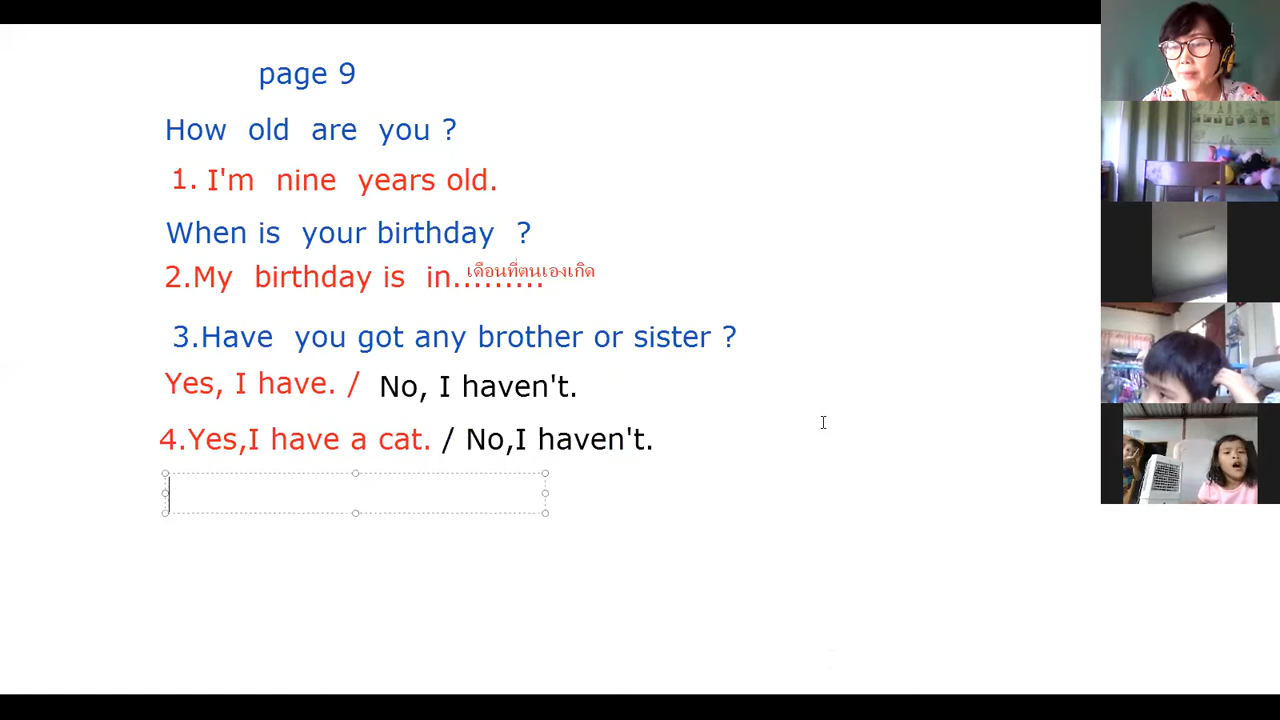 page 9
How old are you ?
1. I'm nine years old.
When is your birthday ?
2.My birthday is in.........เดือนที่ตนเองเกิด
3.Have you got any brother or sister ?
Yes, I have. / No, I haven't.
4.Yes,I have a cat. / No,I haven't.